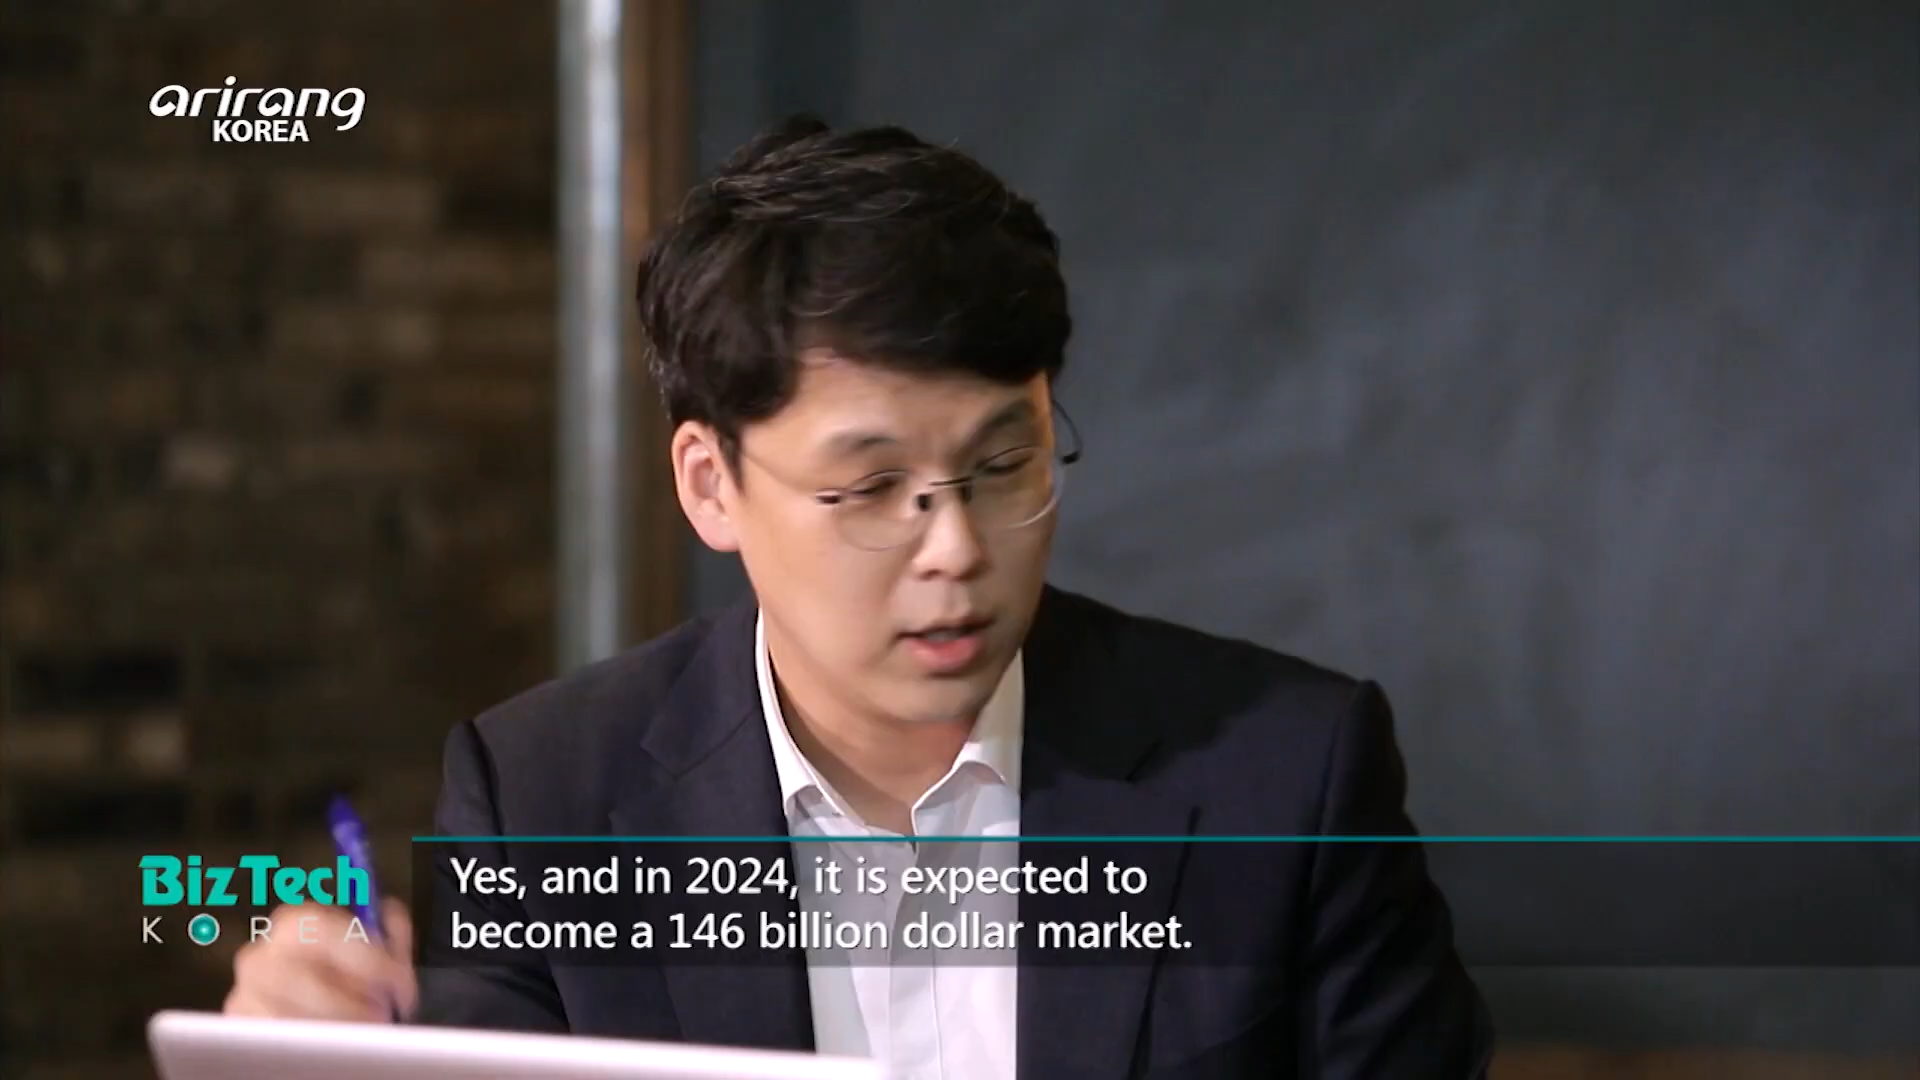 arirang
KOREA
Yes, and in 2024, it is expected to
become a 146 billion dollar market.
BizTech
KOREA